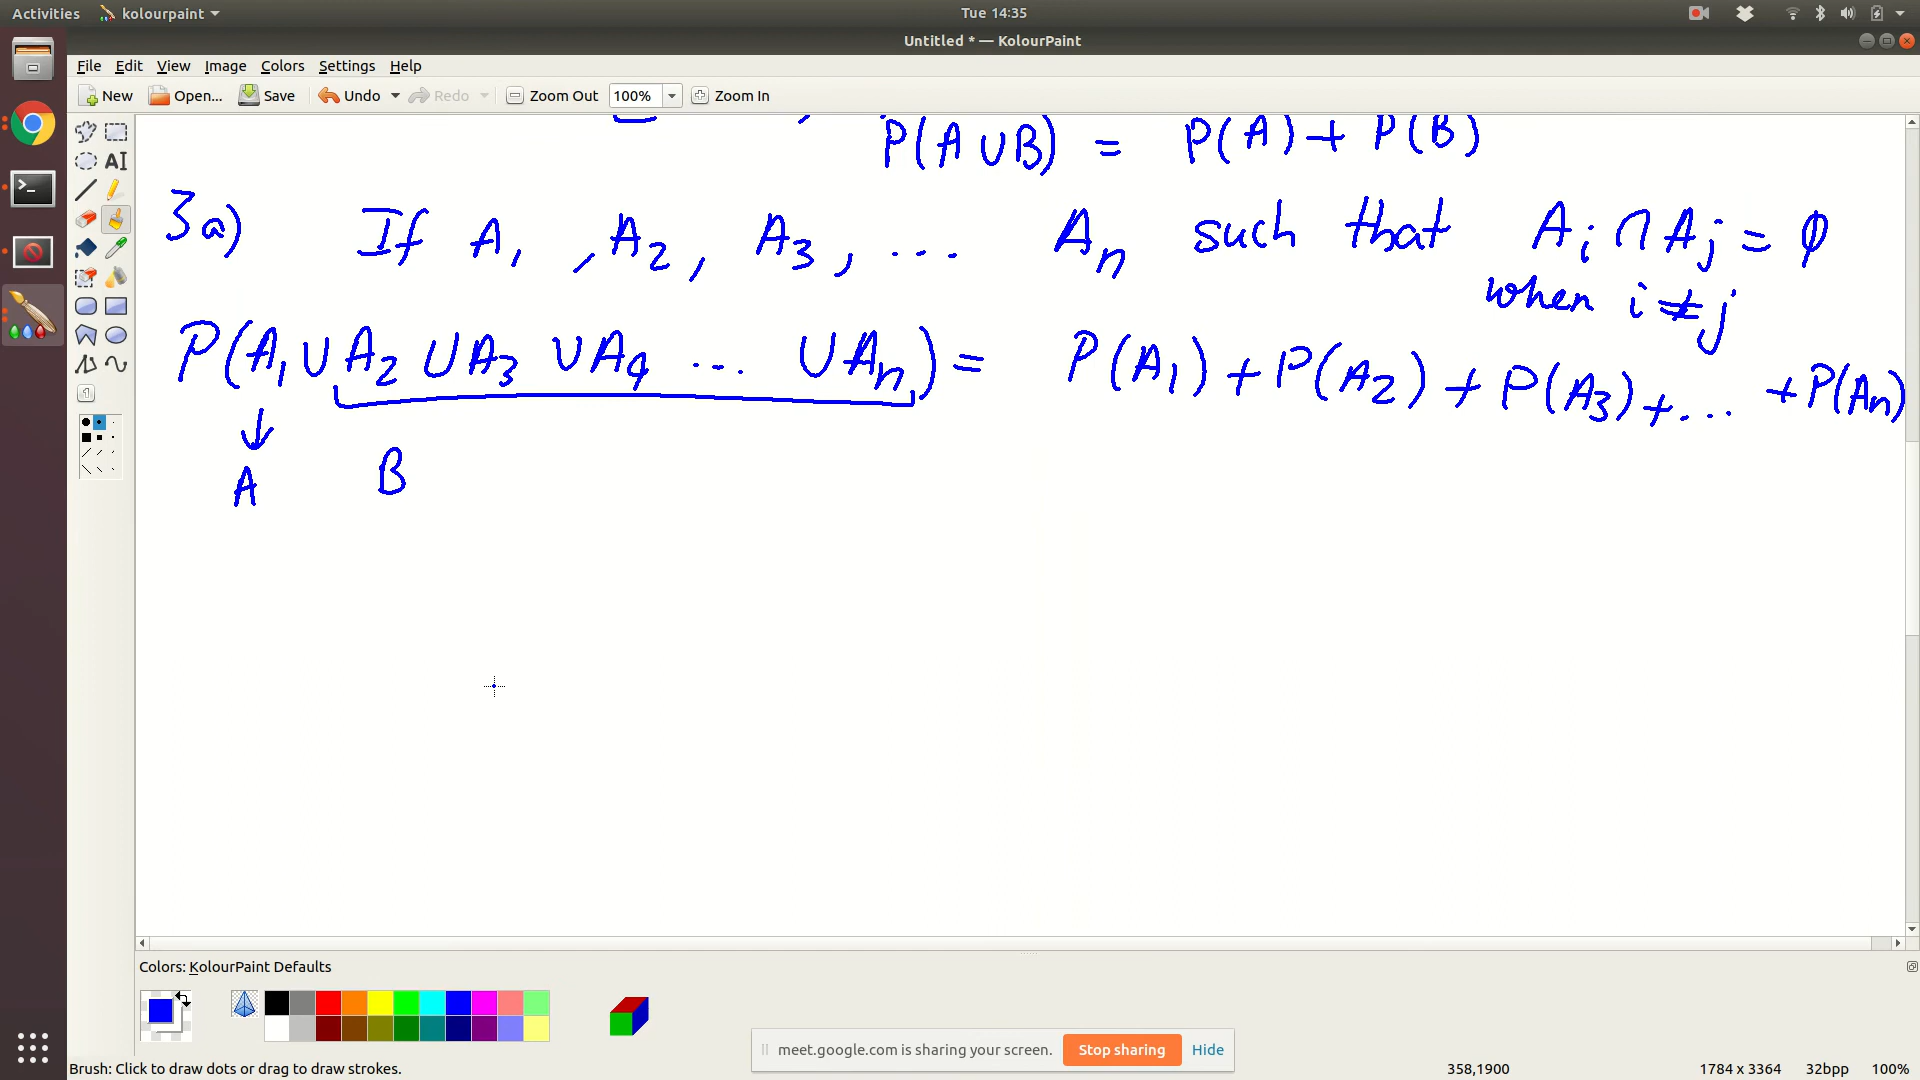 Activities kolourpaint Tue 14:35
Untitled * — KolourPaint
File Edit View Image Colors Settings Help
New Open... Save Undo Redo Zoom Out 100% Zoom In
P(A∪B) = P(A)+P(B)
3a) If A1, A2, A3, ... An such that Ai∩Aj = φ
when i≠j
P(A1∪A2∪A3∪A4 ... ∪An) = P(A1)+P(A2)+P(A3)+... +P(An)
A B
Colors: KolourPaint Defaults
meet.google.com is sharing your screen. Stop sharing Hide
Brush: Click to draw dots or drag to draw strokes. 358,1900 1784 x 3364 32bpp 100%